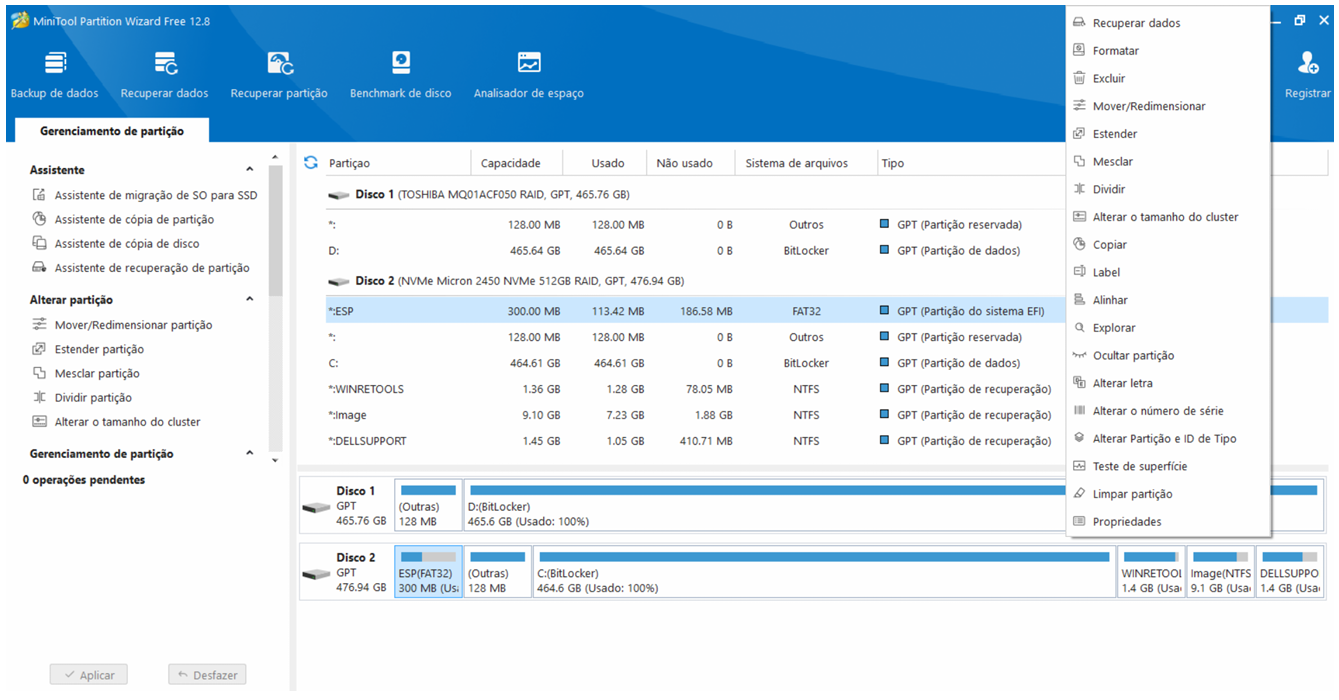 MiniTool Partition Wizard Free 12.8
Backup de dados
Recuperar dados
Recuperar partição
Benchmark de disco
Analisador de espaço
Registrar
Gerenciamento de partição
Assistente
Assistente de migração de SO para SSD
Assistente de cópia de partição
Assistente de cópia de disco
Assistente de recuperação de partição
Alterar partição
Mover/Redimensionar partição
Estender partição
Mesclar partição
Dividir partição
Alterar o tamanho do cluster
Gerenciamento de partição
0 operações pendentes
Aplicar
Desfazer
Partiçao Capacidade Usado Não usado Sistema de arquivos Tipo
Disco 1 (TOSHIBA MQ01ACF050 RAID, GPT, 465.76 GB)
*: 128.00 MB 128.00 MB 0 B Outros GPT (Partição reservada)
D: 465.64 GB 465.64 GB 0 B BitLocker GPT (Partição de dados)
Disco 2 (NVMe Micron 2450 NVMe 512GB RAID, GPT, 476.94 GB)
*:ESP 300.00 MB 113.42 MB 186.58 MB FAT32 GPT (Partição do sistema EFI)
*: 128.00 MB 128.00 MB 0 B Outros GPT (Partição reservada)
C: 464.61 GB 464.61 GB 0 B BitLocker GPT (Partição de dados)
*:WINRETOOLS 1.36 GB 1.28 GB 78.05 MB NTFS GPT (Partição de recuperação)
*:Image 9.10 GB 7.23 GB 1.88 GB NTFS GPT (Partição de recuperação)
*:DELLSUPPORT 1.45 GB 1.05 GB 410.71 MB NTFS GPT (Partição de recuperação)
Disco 1
GPT
465.76 GB
(Outras)
128 MB
D:(BitLocker)
465.6 GB (Usado: 100%)
Disco 2
GPT
476.94 GB
ESP(FAT32)
300 MB (Usa
(Outras)
128 MB
C:(BitLocker)
464.6 GB (Usado: 100%)
WINRETOOL
1.4 GB (Usa
Image(NTFS
9.1 GB (Usa
DELLSUPPO
1.4 GB (Usa
Recuperar dados
Formatar
Excluir
Mover/Redimensionar
Estender
Mesclar
Dividir
Alterar o tamanho do cluster
Copiar
Label
Alinhar
Explorar
Ocultar partição
Alterar letra
Alterar o número de série
Alterar Partição e ID de Tipo
Teste de superfície
Limpar partição
Propriedades